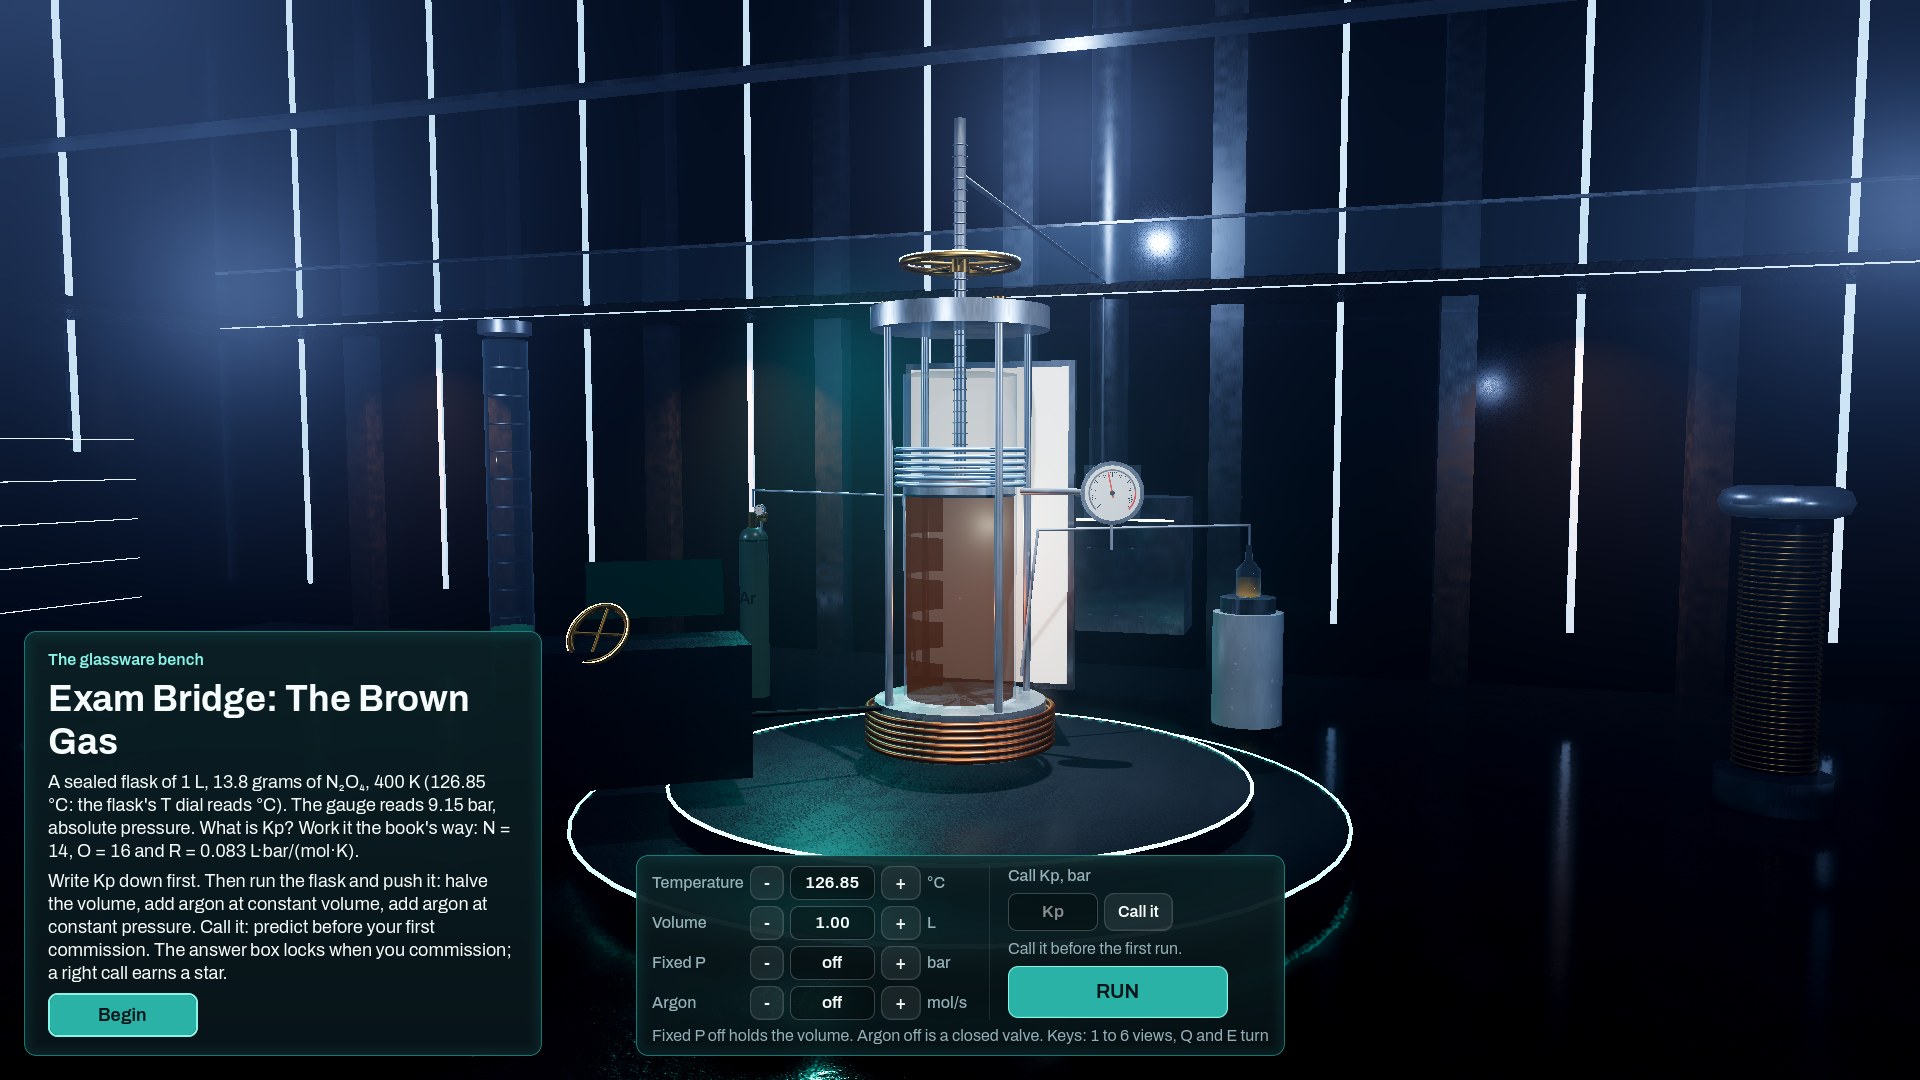 Ar
The glassware bench
Exam Bridge: The Brown
Gas
A sealed flask of 1 L, 13.8 grams of N₂O₄, 400 K (126.85
°C: the flask's T dial reads °C). The gauge reads 9.15 bar,
absolute pressure. What is Kp? Work it the book's way: N =
14, O = 16 and R = 0.083 L·bar/(mol·K).
Write Kp down first. Then run the flask and push it: halve
the volume, add argon at constant volume, add argon at
constant pressure. Call it: predict before your first
commission. The answer box locks when you commission;
a right call earns a star.
Begin
Temperature - 126.85 + °C
Volume - 1.00 + L
Fixed P - off + bar
Argon - off + mol/s
Call Kp, bar
Kp Call it
Call it before the first run.
RUN
Fixed P off holds the volume. Argon off is a closed valve. Keys: 1 to 6 views, Q and E turn